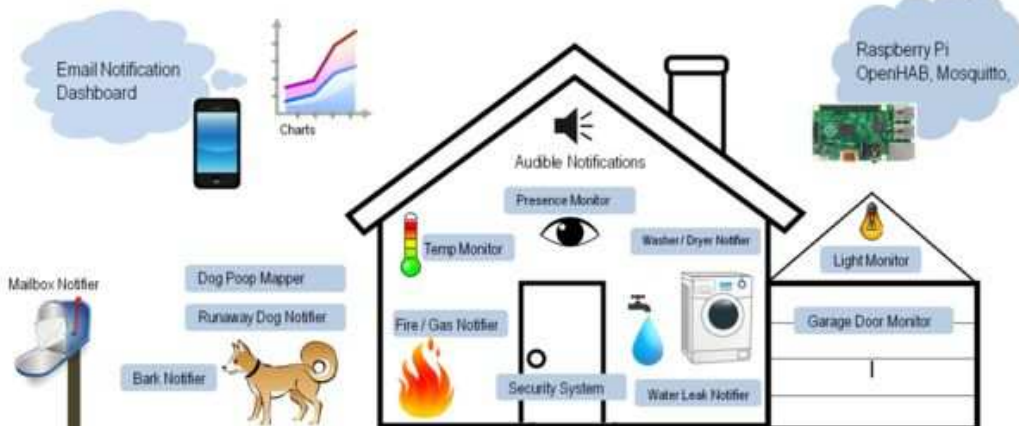 Email Notification
Dashboard
Charts
Raspberry Pi
OpenHAB, Mosquitto,
Audible Notifications
Presence Monitor
Temp Monitor
Washer / Dryer Notifier
Light Monitor
Mailbox Notifier
Dog Poop Mapper
Runaway Dog Notifier
Fire / Gas Notifier
Garage Door Monitor
Bark Notifier
Security System
Water Leak Notifier